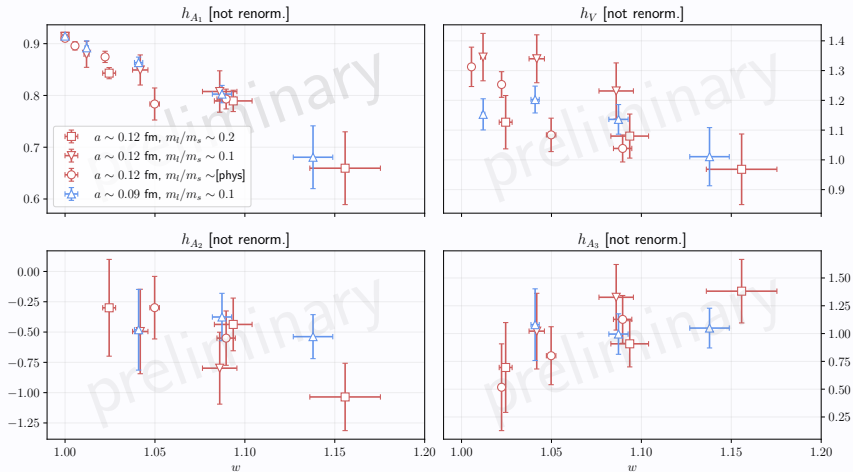 h_{A_1} [not renorm.]
h_V [not renorm.]
0.9
0.8
0.7
0.6
preliminary
a ∼ 0.12 fm, m_l/m_s ∼ 0.2
a ∼ 0.12 fm, m_l/m_s ∼ 0.1
a ∼ 0.12 fm, m_l/m_s ∼[phys]
a ∼ 0.09 fm, m_l/m_s ∼ 0.1
preliminary
1.4
1.3
1.2
1.1
1.0
0.9
h_{A_2} [not renorm.]
h_{A_3} [not renorm.]
0.00
−0.25
−0.50
−0.75
−1.00
−1.25
preliminary
1.00 1.05 1.10 1.15 1.20
w
preliminary
1.50
1.25
1.00
0.75
0.50
0.25
1.00 1.05 1.10 1.15 1.20
w